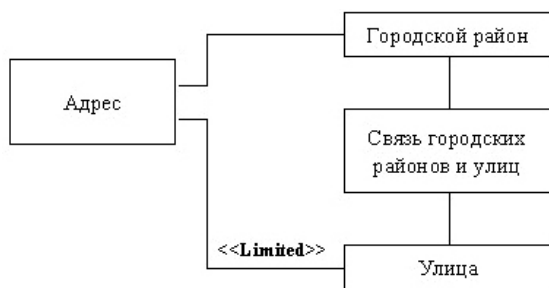 Городской район
Адрес
Связь городских
районов и улиц
<<Limited>>
Улица